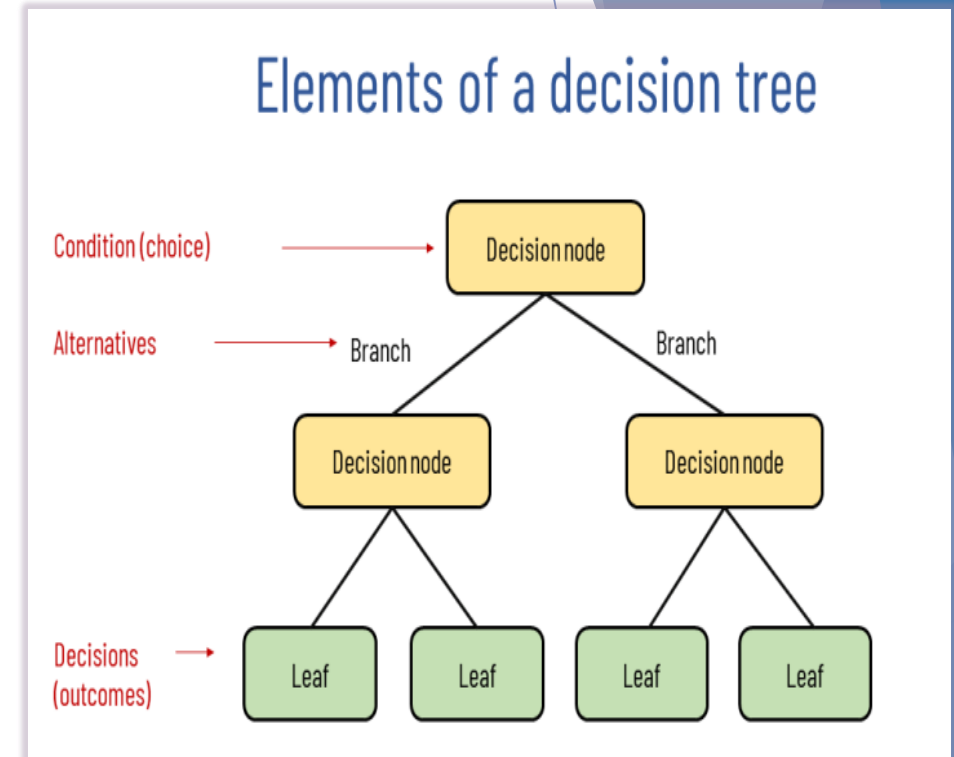 Elements of a decision tree
Condition (choice)
Decision node
Alternatives
Branch
Branch
Decision node
Decision node
Decisions
(outcomes)
Leaf
Leaf
Leaf
Leaf